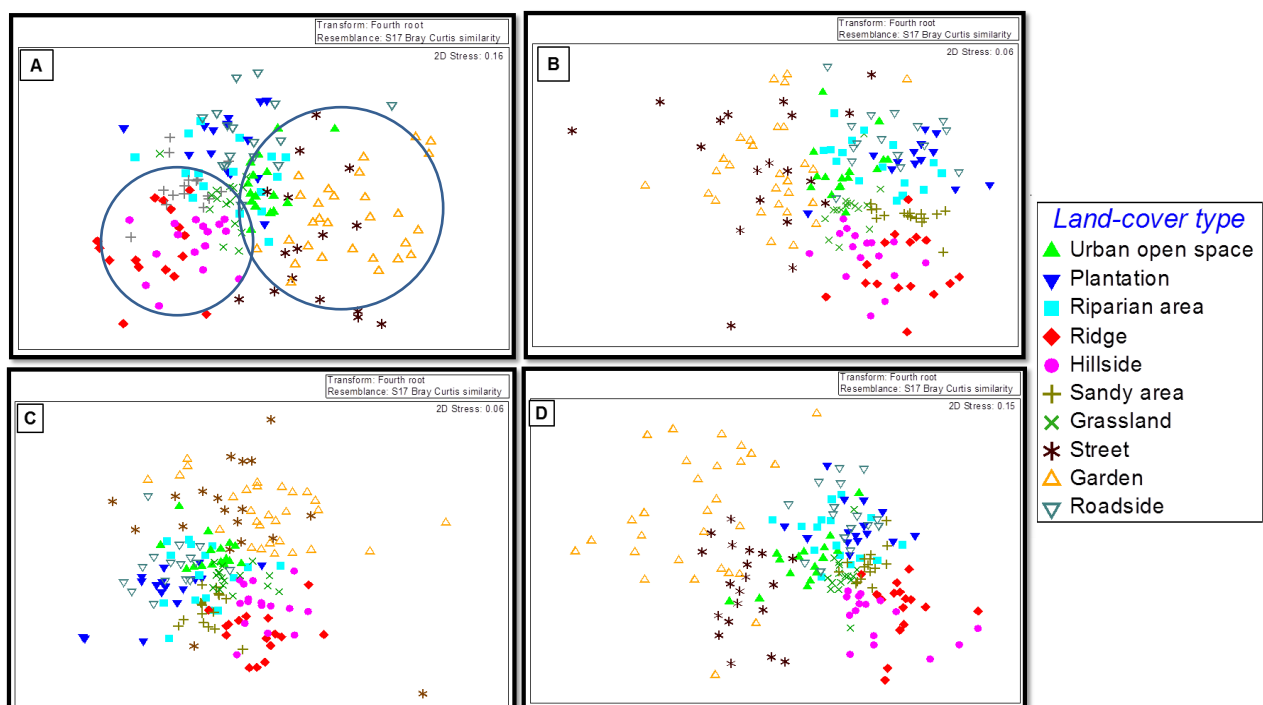 Transform: Fourth root
Resemblance: S17 Bray Curtis similarity
2D Stress: 0.16
A
Transform: Fourth root
Resemblance: S17 Bray Curtis similarity
2D Stress: 0.06
B
Transform: Fourth root
Resemblance: S17 Bray Curtis similarity
2D Stress: 0.06
C
Transform: Fourth root
Resemblance: S17 Bray Curtis similarity
2D Stress: 0.15
D
Land-cover type
Urban open space
Plantation
Riparian area
Ridge
Hillside
Sandy area
Grassland
Street
Garden
Roadside